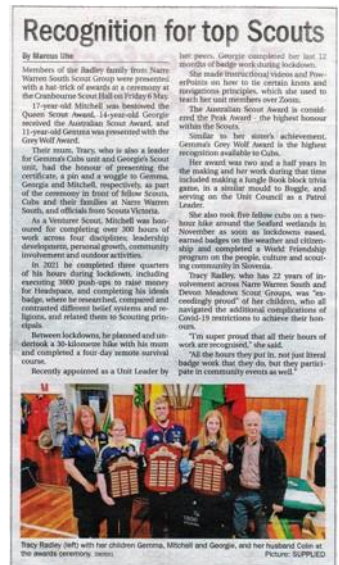 Recognition for top Scouts
By Marcus Uhe
Members of the Radley family from Narre
Warren South Scout Group were presented
with a hat-trick of awards at a ceremony at
the Cranbourne Scout Hall on Friday 6 May.
17-year-old Mitchell was bestowed the
Queen Scout Award, 14-year-old Georgie
received the Australian Scout Award, and
11-year-old Gemma was presented with the
Grey Wolf Award.
Their mum, Tracy, who is also a leader
for Gemma's Cubs unit and Georgie's Scout
unit, had the honour of presenting the
certificate, a pin and a woggle to Gemma,
Georgie and Mitchell, respectively, as part
of the ceremony in front of fellow Scouts,
Cubs and their families at Narre Warren
South, and officials from Scouts Victoria.
As a Venturer Scout, Mitchell was hon-
oured for completing over 300 hours of
work across four disciplines; leadership
development, personal growth, community
involvement and outdoor activities.
In 2021 he completed three quarters
of his hours during lockdown, including
executing 3000 push-ups to raise money
for Headspace, and completing his ideals
badge, where he researched, compared and
contrasted different belief systems and re-
ligions, and related them to Scouting prin-
cipals.
Between lockdowns, he planned and un-
dertook a 30-kilometre hike with his mum
and completed a four-day remote survival
course.
Recently appointed as a Unit Leader by
her peers, Georgie completed her last 12
months of badge work during lockdown.
She made instructional videos and Pow-
erPoints on how to tie certain knots and
navigations principles, which she used to
teach her unit members over Zoom.
The Australian Scout Award is consid-
ered the Peak Award - the highest honour
within the Scouts.
Similar to her sister's achievement,
Gemma's Grey Wolf Award is the highest
recognition available to Cubs.
Her award was two and a half years in
the making and her work during that time
included making a Jungle Book block trivia
game, in a similar mould to Boggle, and
serving on the Unit Council as a Patrol
Leader.
She also took five fellow cubs on a two-
hour hike around the Seaford wetlands in
November as soon as lockdowns eased,
earned badges on the weather and citizen-
ship and completed a World Friendship
program on the people, culture and scout-
ing community in Slovenia.
Tracy Radley, who has 22 years of in-
volvement across Narre Warren South and
Devon Meadows Scout Groups, was "ex-
ceedingly proud" of her children, who all
navigated the additional complications of
Covid-19 restrictions to achieve their hon-
ours.
"I'm super proud that all their hours of
work are recognised," she said.
"All the hours they put in, not just literal
badge work that they do, but they partici-
pate in community events as well."
Tracy Radley (left) with her children Gemma, Mitchell and Georgie, and her husband Colin at
the awards ceremony.
Picture: SUPPLIED